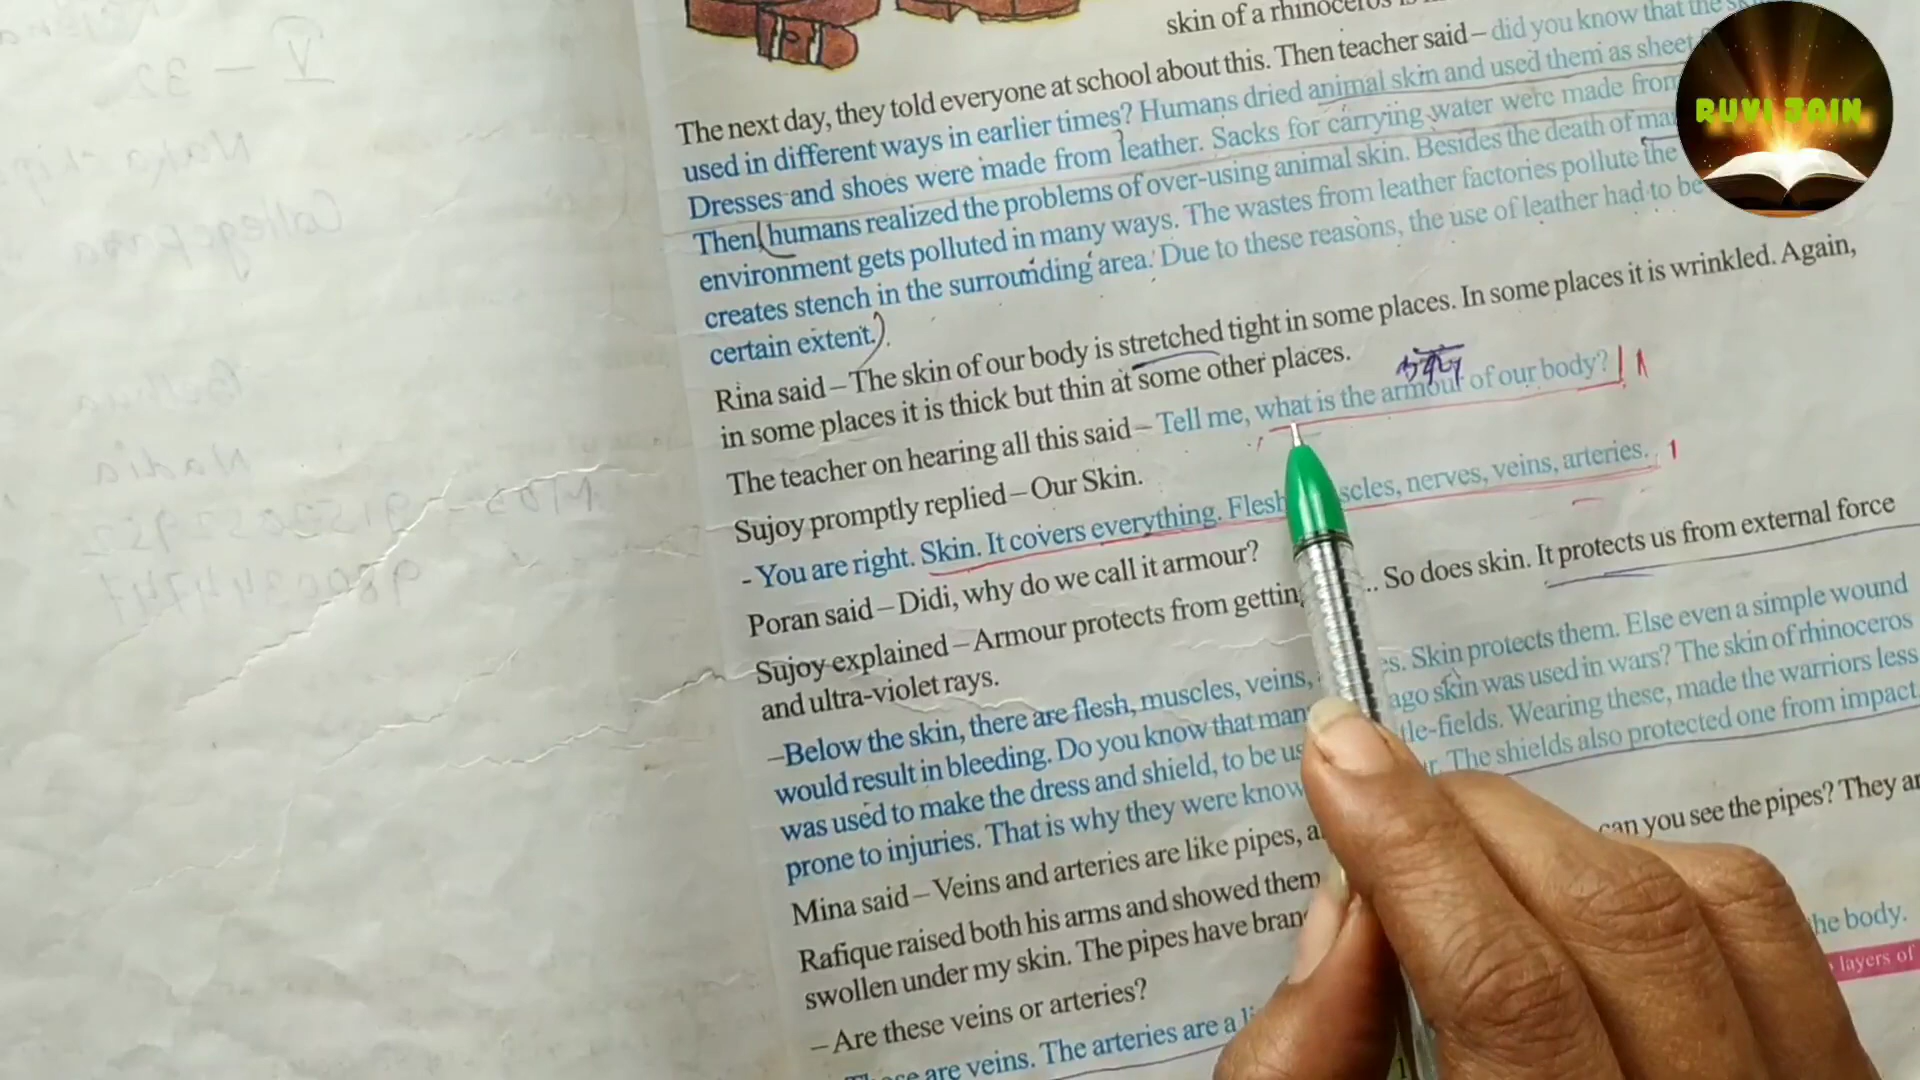 skin of a rhinoceros is
The next day, they told everyone at school about this. Then teacher said – did you know that the
used in different ways in earlier times? Humans dried animal skin and used them as sheet
Dresses and shoes were made from leather. Sacks for carrying water were made from
Then humans realized the problems of over-using animal skin. Besides the death of
environment gets polluted in many ways. The wastes from leather factories pollute the
creates stench in the surrounding area. Due to these reasons, the use of leather had to be
certain extent.
Rina said – The skin of our body is stretched tight in some places. In some places it is wrinkled. Again,
in some places it is thick but thin at some other places.
The teacher on hearing all this said – Tell me, what is the armour of our body?
Sujoy promptly replied – Our Skin.
- You are right. Skin. It covers everything. Flesh, muscles, nerves, veins, arteries.
Poran said – Didi, why do we call it armour?
Sujoy explained – Armour protects from getting .. So does skin. It protects us from external force
and ultra-violet rays.
–Below the skin, there are flesh, muscles, veins, es. Skin protects them. Else even a simple wound
would result in bleeding. Do you know that man ago skin was used in wars? The skin of rhinoceros
was used to make the dress and shield, to be us tle-fields. Wearing these, made the warriors less
prone to injuries. That is why they were know r. The shields also protected one from impact
Mina said – Veins and arteries are like pipes, a can you see the pipes? They ar
Rafique raised both his arms and showed them
swollen under my skin. The pipes have bran he body.
– Are these veins or arteries?
layers of
are veins. The arteries are a li
RUVI JAIN